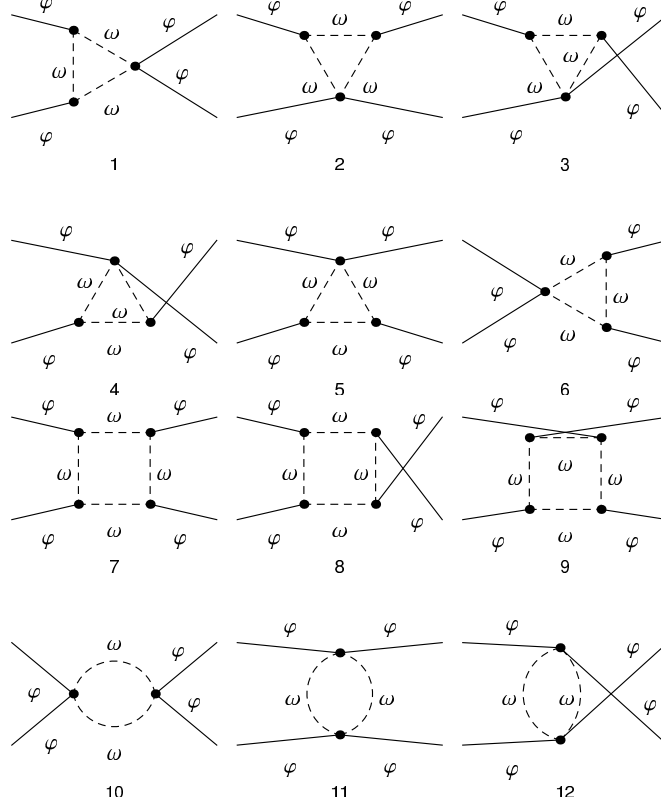 φ φ φ φ
ω φ ω ω φ
ω φ ω
ω ω ω ω
φ φ φ φ φ
1 2 3
φ φ φ φ φ φ
ω ω ω ω
ω φ ω
ω ω φ ω
φ φ φ φ φ
4 5 6
φ φ φ φ φ φ
ω ω
ω
ω ω ω ω ω ω
ω ω φ ω
φ φ φ φ φ
7 8 9
φ φ φ φ
ω φ
φ φ ω ω ω ω φ
φ
ω φ φ φ
10 11 12